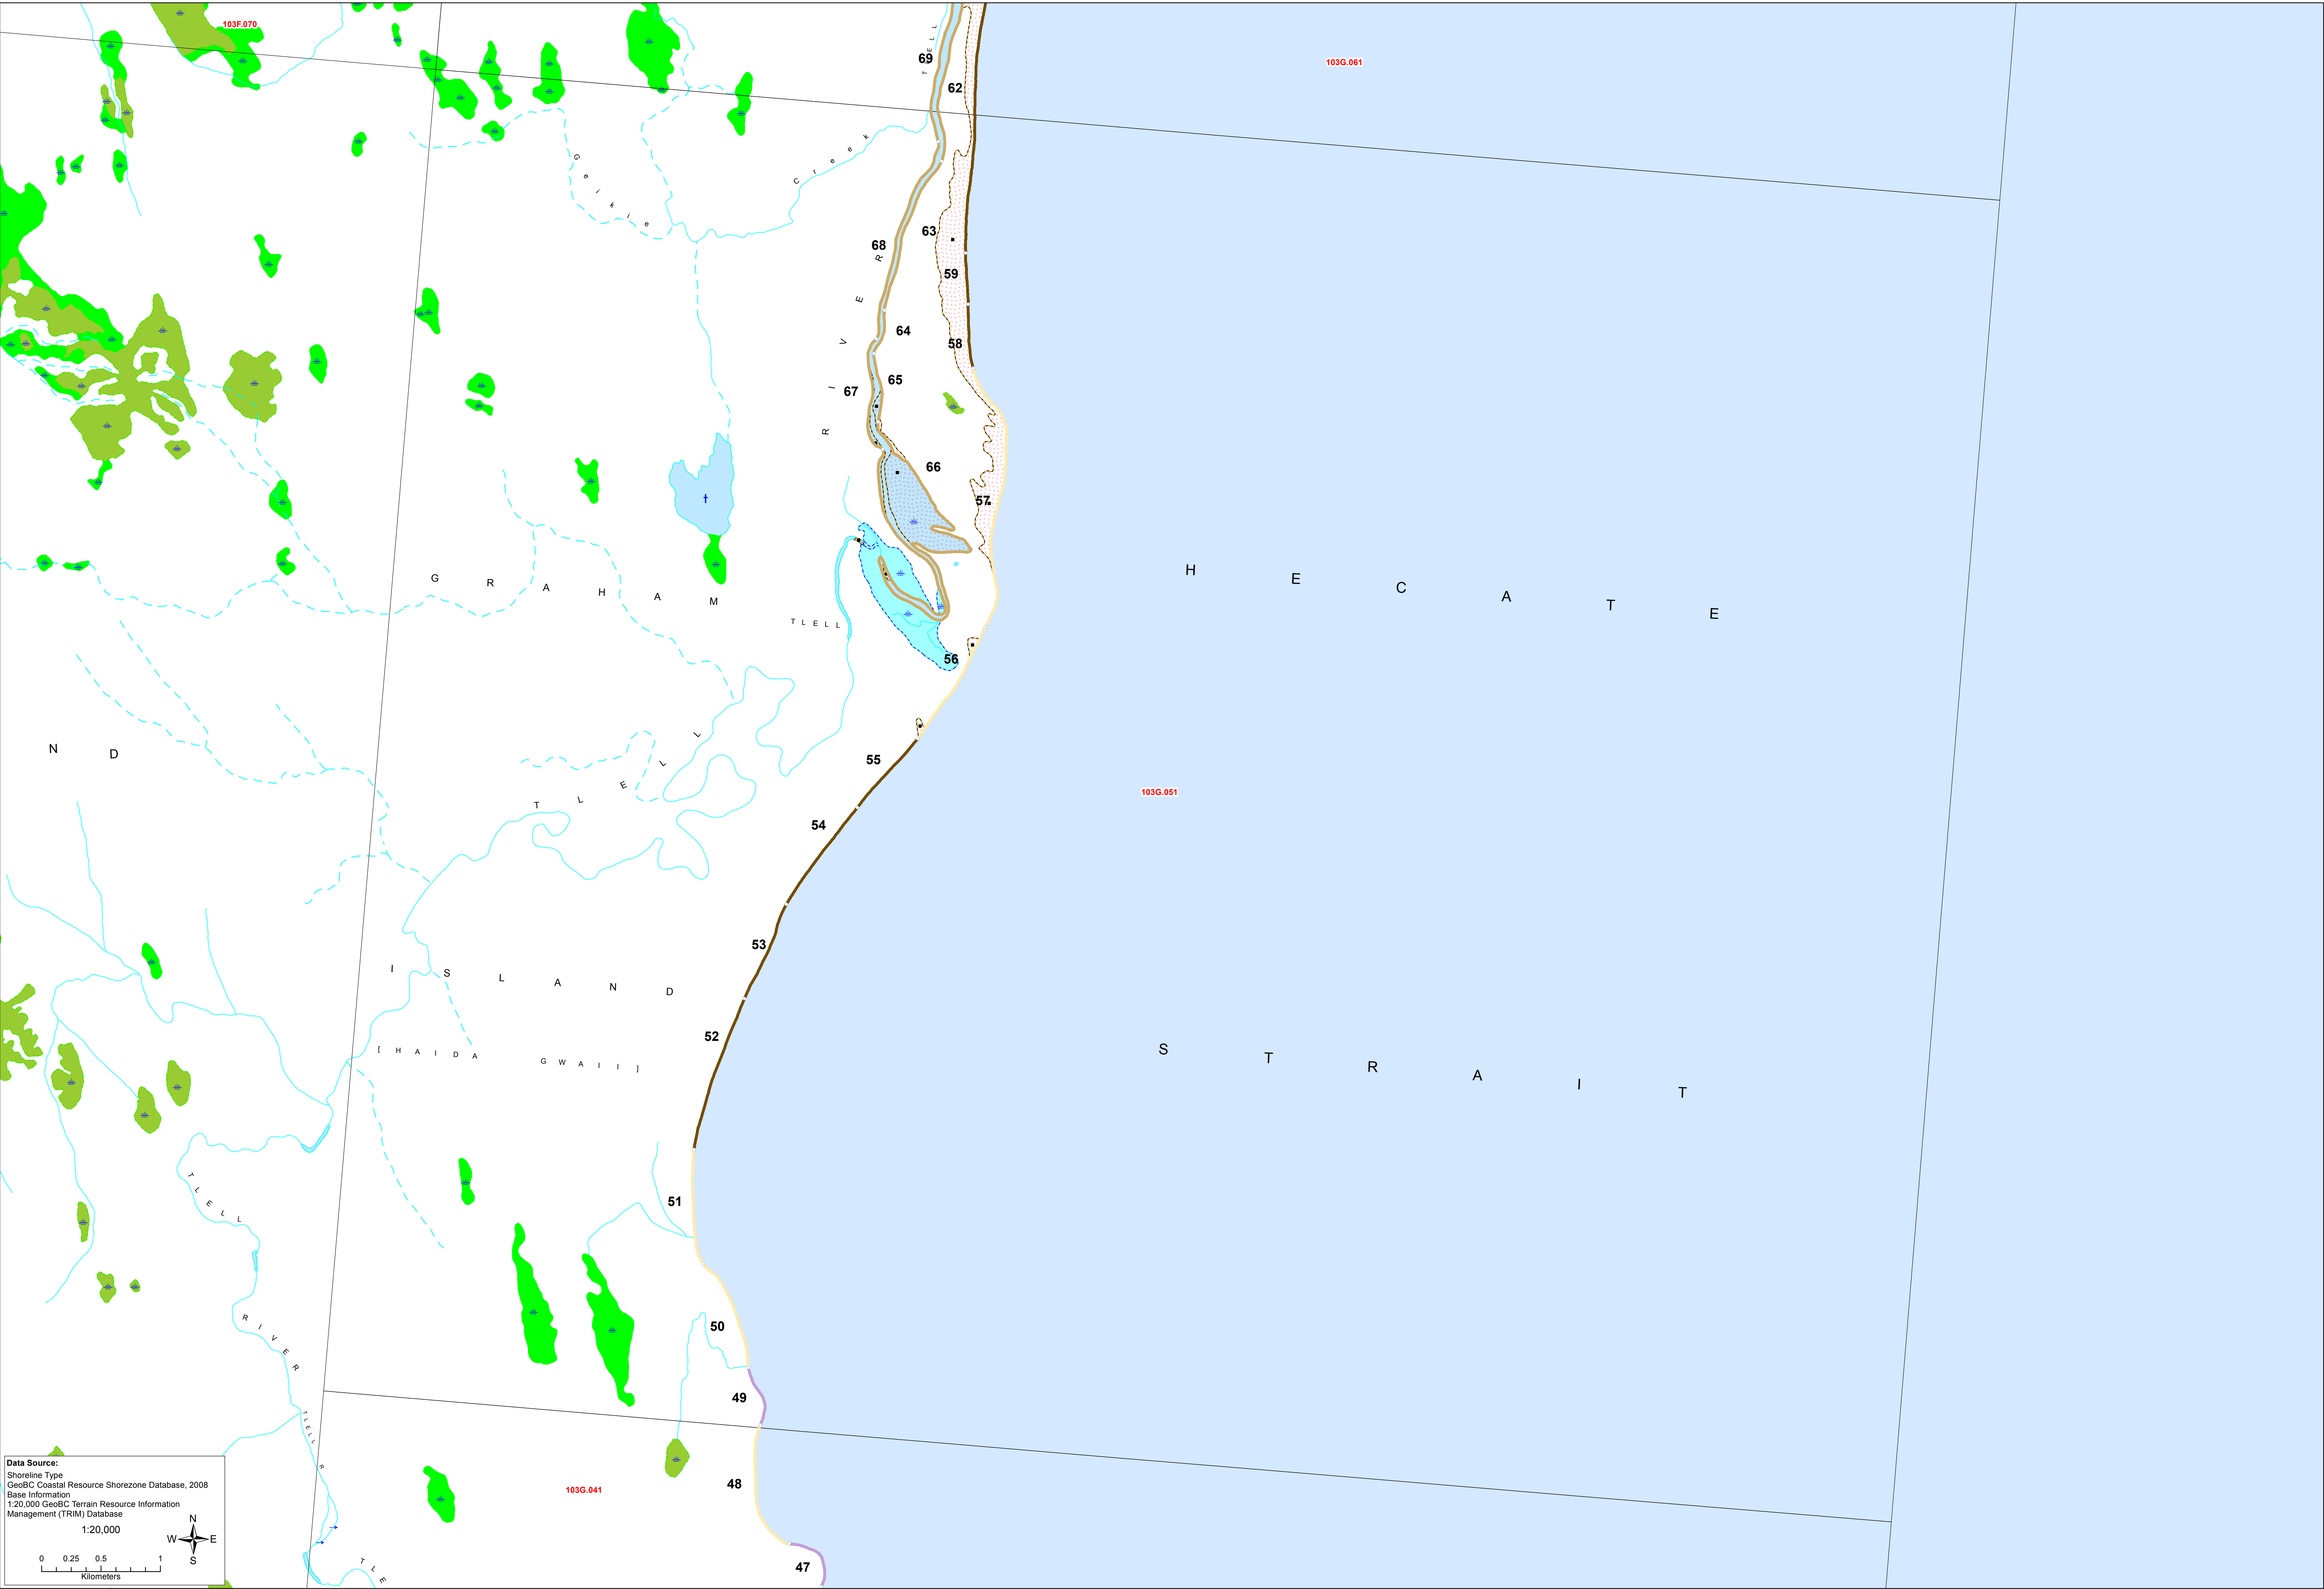 103F.070
103G.061
T L E L L
69
62
Geikie Creek
63
68
59
RIVER
64
58
65
67
66
57
HECATE
GRAHAM
TLELL
56
N D
TLELL
55
103G.051
54
53
ISLAND
52
[HAIDA GWAII]
STRAIT
51
TLELL
RIVER
50
49
TLELL R
48
103G.041
47
TLE
Data Source:
Shoreline Type
GeoBC Coastal Resource Shorezone Database, 2008
Base Information
1:20,000 GeoBC Terrain Resource Information
Management (TRIM) Database
1:20,000
N
W E
S
0 0.25 0.5 1
Kilometers